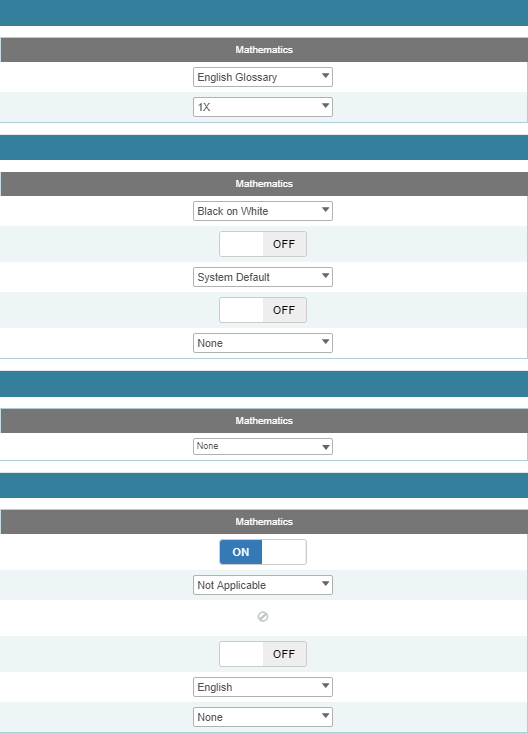 Mathematics
English Glossary
1X
Mathematics
Black on White
OFF
System Default
OFF
None
Mathematics
None
Mathematics
ON
Not Applicable
OFF
English
None